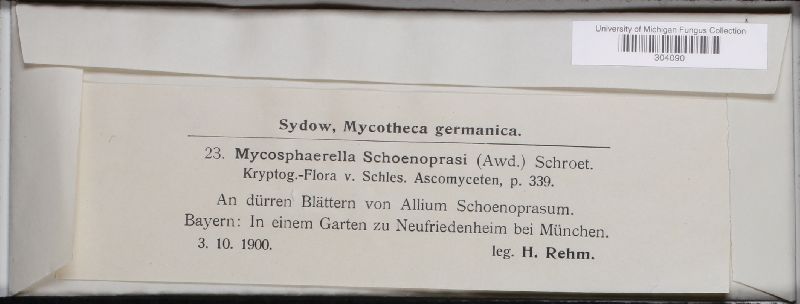 University of Michigan Fungus Collection
304090
Sydow, Mycotheca germanica.
23. Mycosphaerella Schoenoprasi (Awd.) Schroet.
Kryptog.-Flora v. Schles. Ascomyceten, p. 339.
An dürren Blättern von Allium Schoenoprasum.
Bayern: In einem Garten zu Neufriedenheim bei München.
3. 10. 1900. leg. H. Rehm.